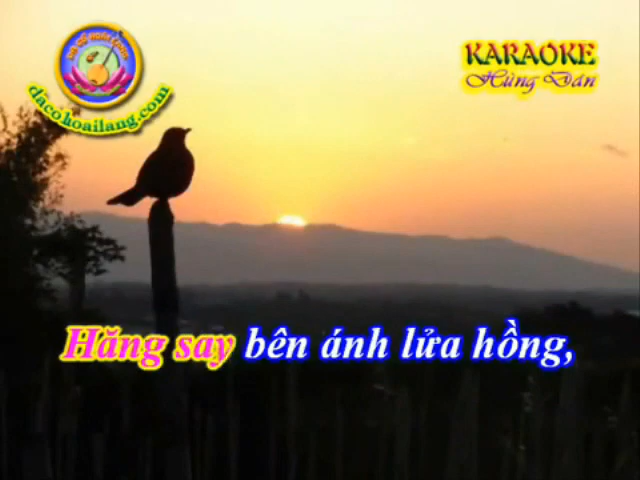 KARAOKE
Hùng Dân
dacohoailang.com
Hăng say bên ánh lửa hồng,